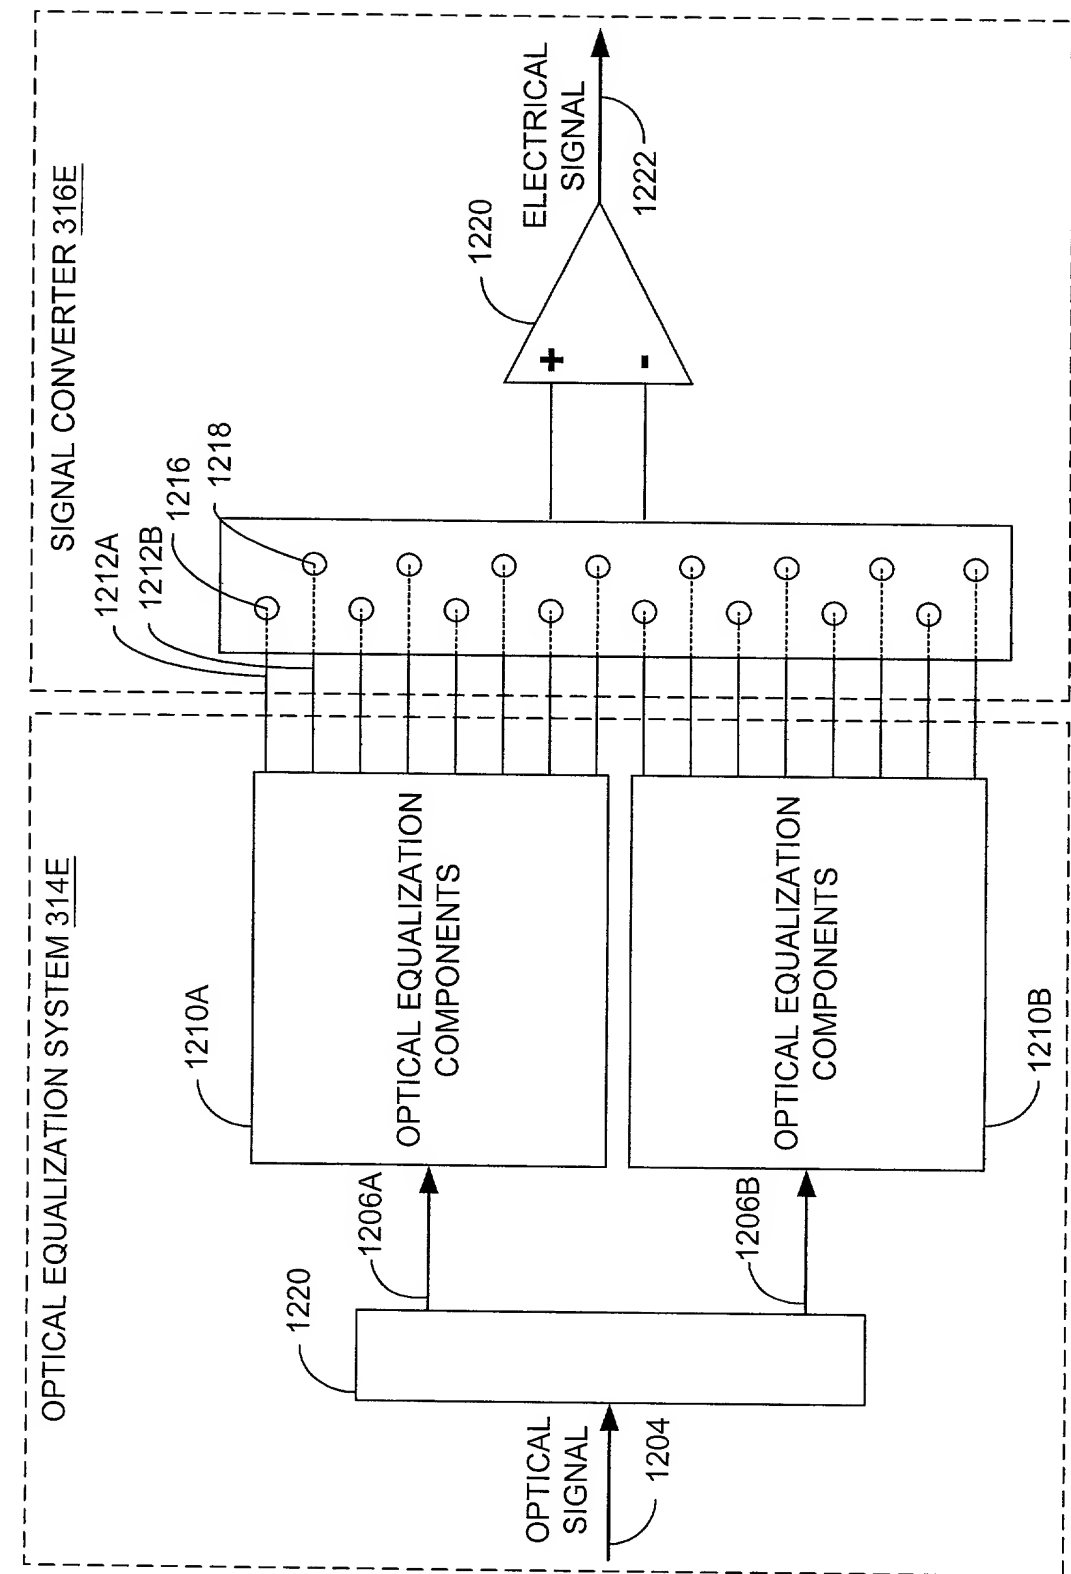 OPTICAL EQUALIZATION SYSTEM 314E
OPTICAL
SIGNAL
1204
1220
1206A
1206B
1210A
OPTICAL EQUALIZATION
COMPONENTS
OPTICAL EQUALIZATION
COMPONENTS
1210B
SIGNAL CONVERTER 316E
1212A
1212B
1216
1218
1220
+
-
ELECTRICAL
SIGNAL
1222